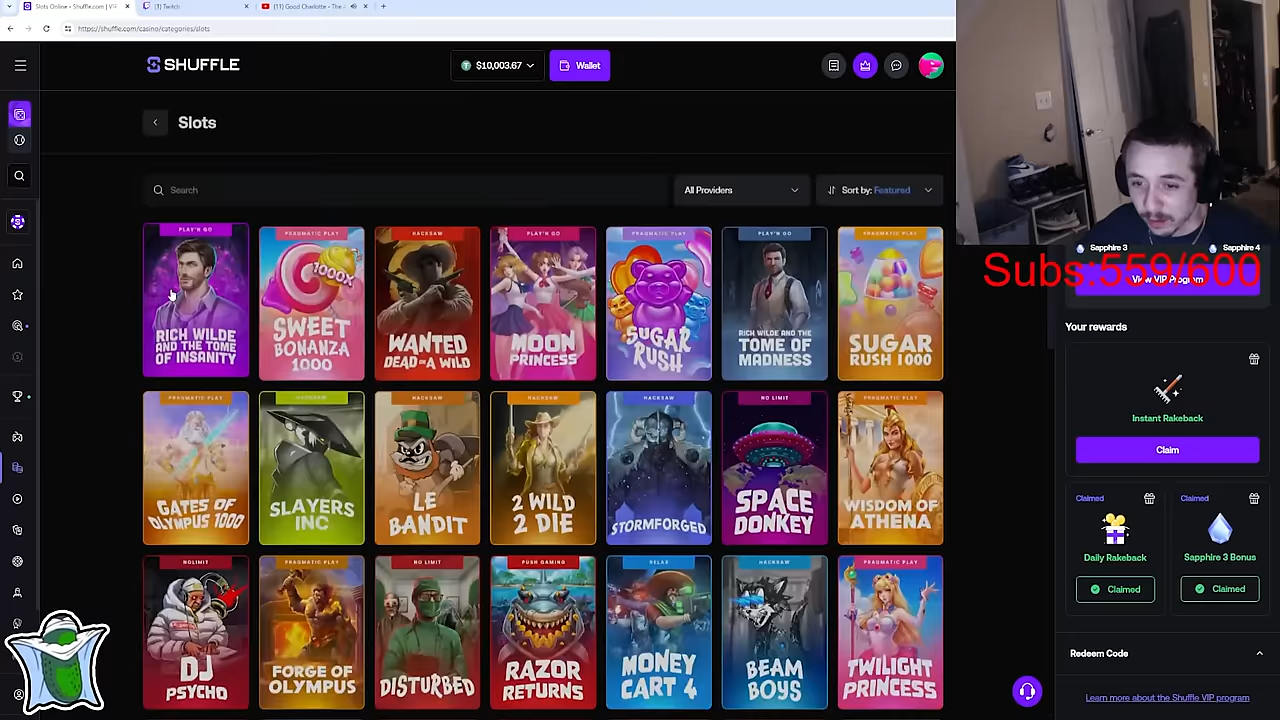 Slots Online - Shuffle.com | VIP
(1) Twitch
(11) Good Charlotte - The
https://shuffle.com/casino/categories/slots
SHUFFLE
$10,003.67
Wallet
Slots
Search
All Providers
Sort by: Featured
PLAY'N GO
RICH WILDE
AND THE TOME
OF INSANITY
PRAGMATIC PLAY
1000X
SWEET
BONANZA
1000
HACKSAW
WANTED
DEAD OR A WILD
PLAY'N GO
MOON
PRINCESS
PRAGMATIC PLAY
SUGAR
RUSH
PLAY'N GO
RICH WILDE AND THE
TOME OF
MADNESS
PRAGMATIC PLAY
SUGAR
RUSH 1000
PRAGMATIC PLAY
GATES OF
OLYMPUS 1000
HACKSAW
SLAYERS
INC
HACKSAW
LE
BANDIT
HACKSAW
2 WILD
2 DIE
HACKSAW
STORMFORGED
NO LIMIT
SPACE
DONKEY
PRAGMATIC PLAY
WISDOM OF
ATHENA
NOLIMIT
DJ
PSYCHO
PRAGMATIC PLAY
FORGE OF
OLYMPUS
NO LIMIT
DISTURBED
PUSH GAMING
RAZOR
RETURNS
RELAX
MONEY
CART 4
HACKSAW
BEAM
BOYS
PRAGMATIC PLAY
TWILIGHT
PRINCESS
Sapphire 3
Sapphire 4
Subs:559/600
View VIP Program
Your rewards
Instant Rakeback
Claim
Claimed
Daily Rakeback
Claimed
Claimed
Sapphire 3 Bonus
Claimed
Redeem Code
Learn more about the Shuffle VIP program